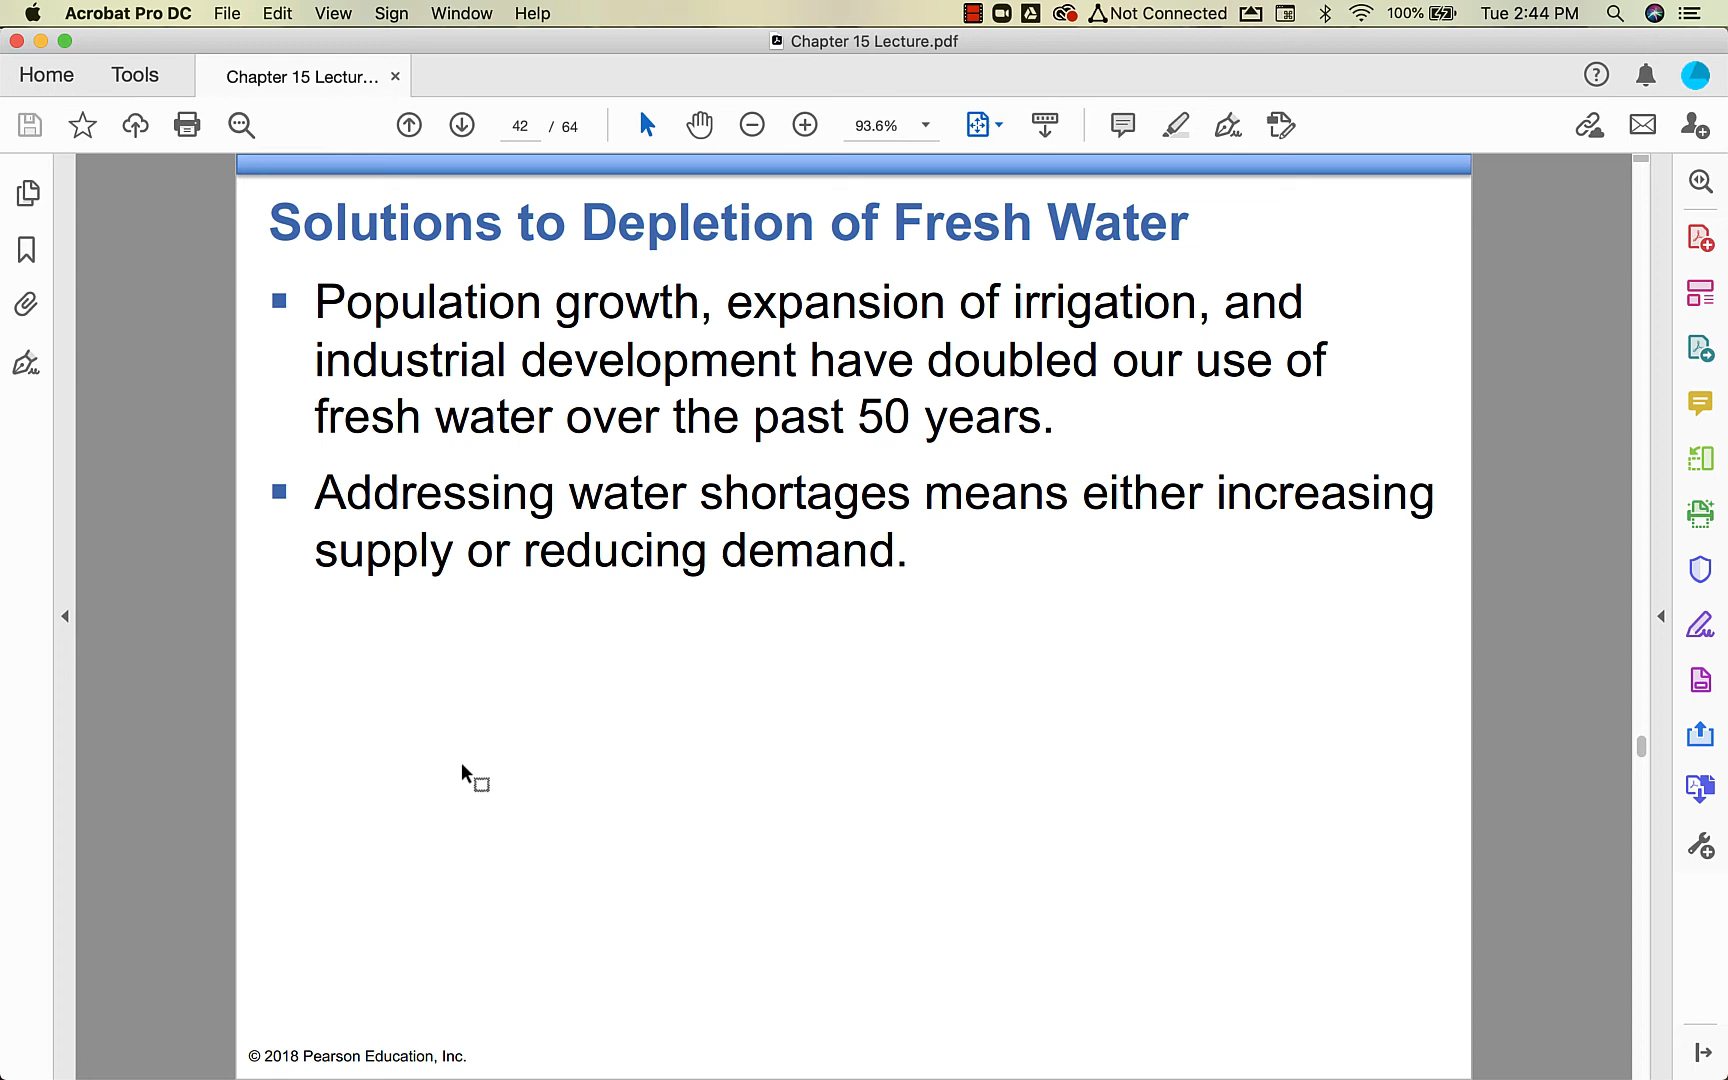 Acrobat Pro DC File Edit View Sign Window Help Not Connected 100% Tue 2:44 PM
Chapter 15 Lecture.pdf
Home Tools Chapter 15 Lectur... ×
42 / 64 93.6%
Solutions to Depletion of Fresh Water
Population growth, expansion of irrigation, and
industrial development have doubled our use of
fresh water over the past 50 years.
Addressing water shortages means either increasing
supply or reducing demand.
© 2018 Pearson Education, Inc.